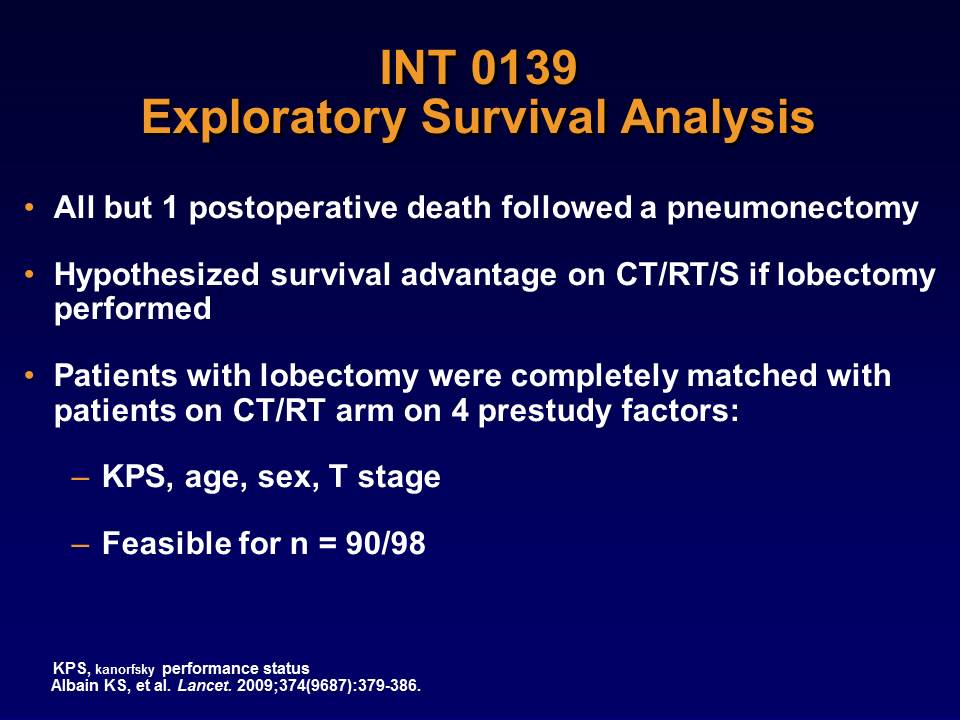 INT 0139
Exploratory Survival Analysis
• All but 1 postoperative death followed a pneumonectomy
• Hypothesized survival advantage on CT/RT/S if lobectomy
performed
• Patients with lobectomy were completely matched with
patients on CT/RT arm on 4 prestudy factors:
– KPS, age, sex, T stage
– Feasible for n = 90/98
KPS, kanorfsky performance status
Albain KS, et al. Lancet. 2009;374(9687):379-386.